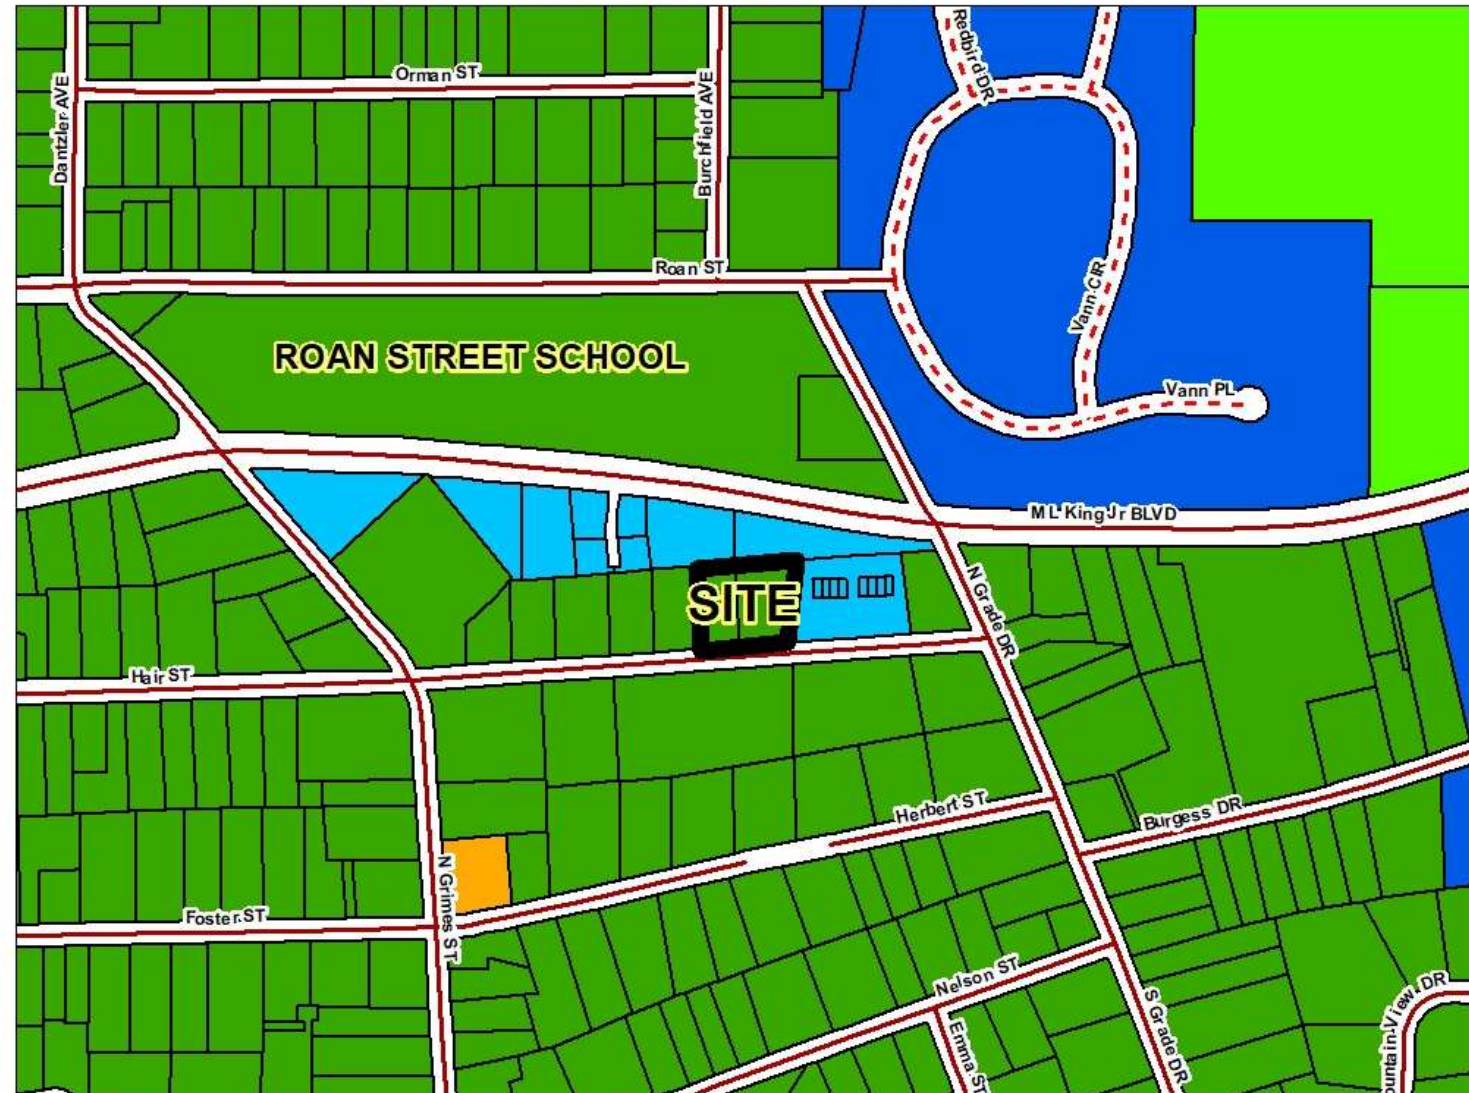 Redbird DR
Orman ST
Dantzler AVE
Burchfield AVE
Roan ST
Vann CIR
ROAN STREET SCHOOL
Vann PL
ML King Jr BLVD
SITE
N Grade DR
Hair ST
Herbert ST
Burgess DR
N Grimes ST
Foster ST
Nelson ST
Emma ST
S Grade DR
ountain View DR